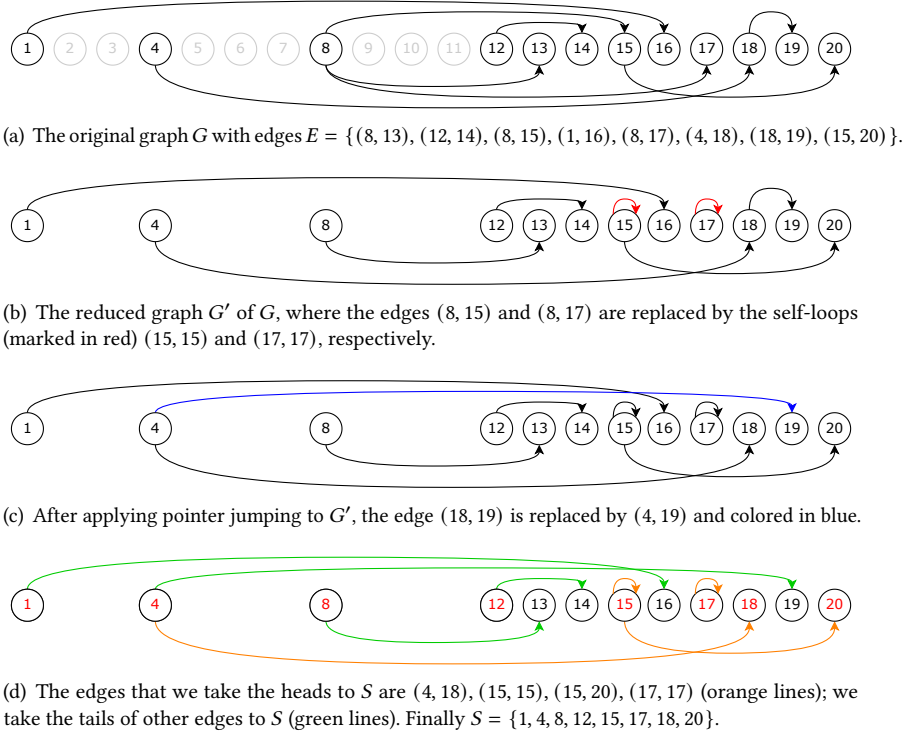 1 2 3 4 5 6 7 8 9 10 11 12 13 14 15 16 17 18 19 20
(a) The original graph G with edges E = {(8, 13), (12, 14), (8, 15), (1, 16), (8, 17), (4, 18), (18, 19), (15, 20)}.
1 4 8 12 13 14 15 16 17 18 19 20
(b) The reduced graph G′ of G, where the edges (8, 15) and (8, 17) are replaced by the self-loops
(marked in red) (15, 15) and (17, 17), respectively.
1 4 8 12 13 14 15 16 17 18 19 20
(c) After applying pointer jumping to G′, the edge (18, 19) is replaced by (4, 19) and colored in blue.
1 4 8 12 13 14 15 16 17 18 19 20
(d) The edges that we take the heads to S are (4, 18), (15, 15), (15, 20), (17, 17) (orange lines); we
take the tails of other edges to S (green lines). Finally S = {1, 4, 8, 12, 15, 17, 18, 20}.